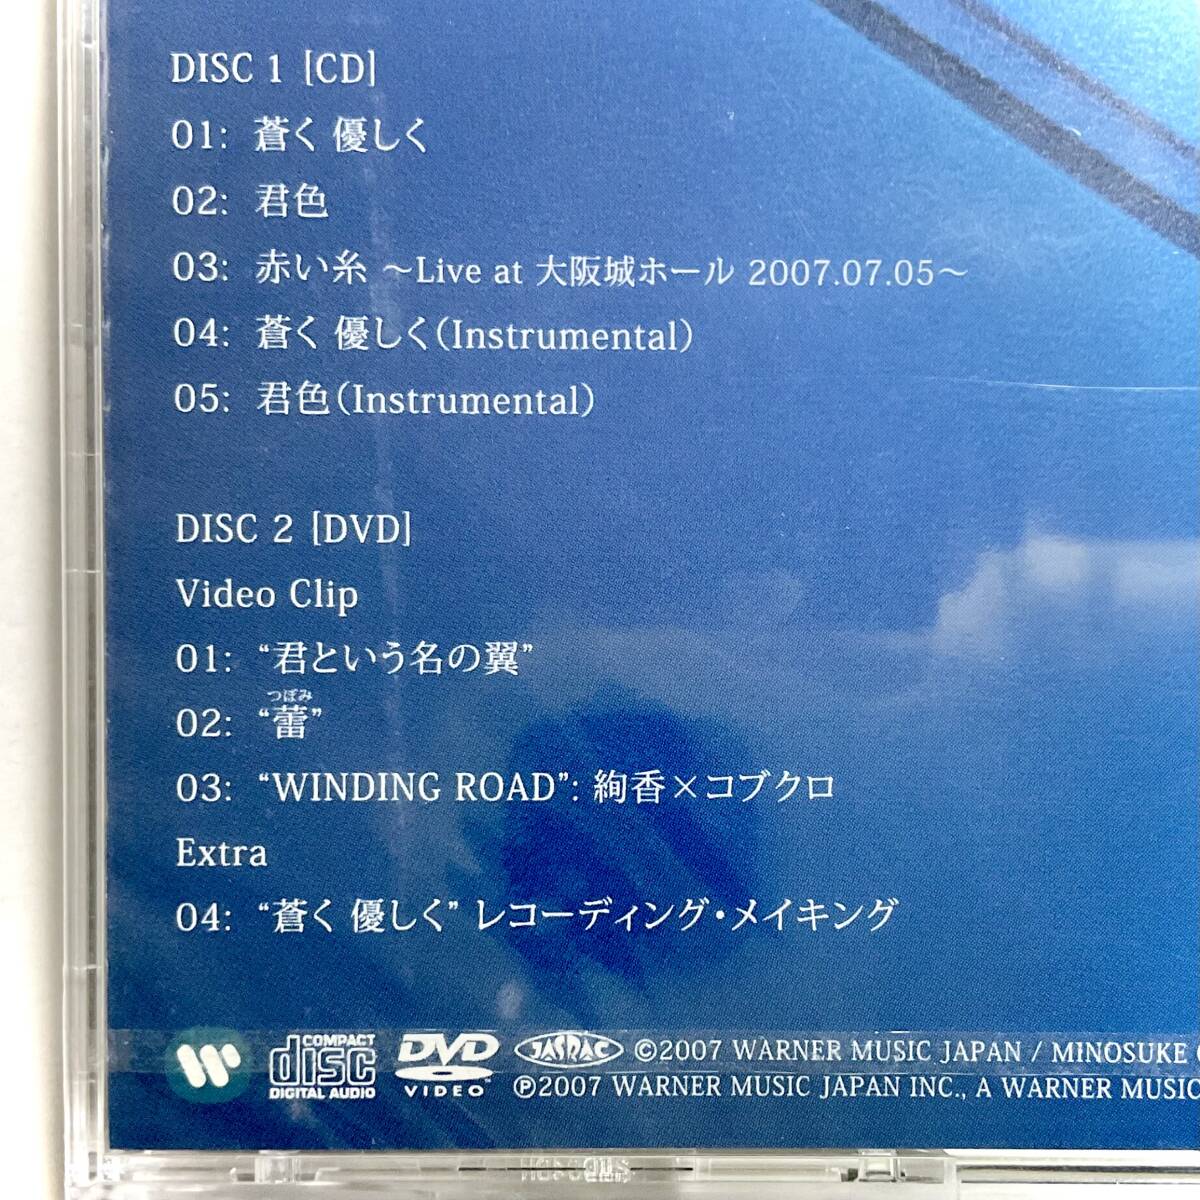 DISC 1 [CD]
01: 蒼く 優しく
02: 君色
03: 赤い糸 ～Live at 大阪城ホール 2007.07.05～
04: 蒼く 優しく(Instrumental)
05: 君色(Instrumental)
DISC 2 [DVD]
Video Clip
01: “君という名の翼”
つぼみ
02: “蕾”
03: “WINDING ROAD”: 絢香×コブクロ
Extra
04: “蒼く 優しく” レコーディング・メイキング
COMPACT disc DIGITAL AUDIO
DVD VIDEO™
JASRAC
©2007 WARNER MUSIC JAPAN / MINOSUKE
℗2007 WARNER MUSIC JAPAN INC., A WARNER MUSIC